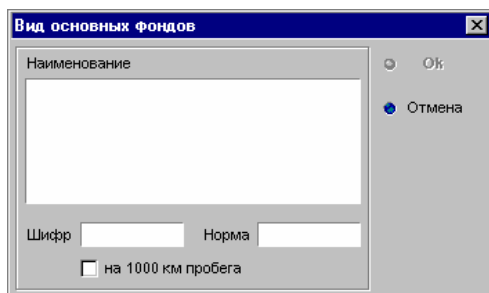 Вид основных фондов
Наименование
Ok
Отмена
Шифр Норма
на 1000 км пробега